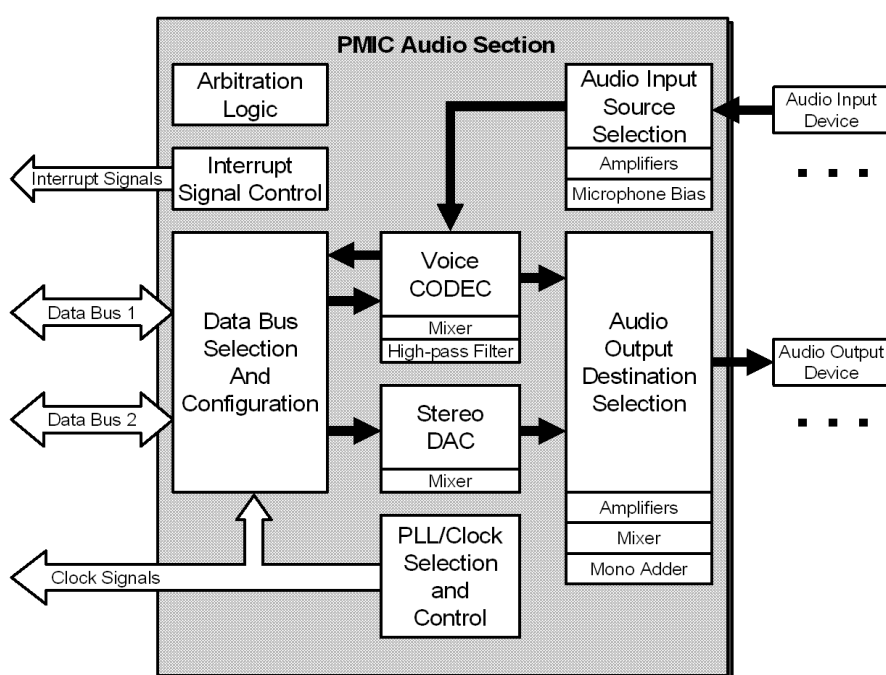 PMIC Audio Section
Arbitration
Logic
Audio Input
Source
Selection
Amplifiers
Microphone Bias
Audio Input
Device
Interrupt Signals
Interrupt
Signal Control
Data Bus 1
Data Bus 2
Data Bus
Selection
And
Configuration
Voice
CODEC
Mixer
High-pass Filter
Stereo
DAC
Mixer
Audio
Output
Destination
Selection
Amplifiers
Mixer
Mono Adder
Audio Output
Device
Clock Signals
PLL/Clock
Selection
and
Control